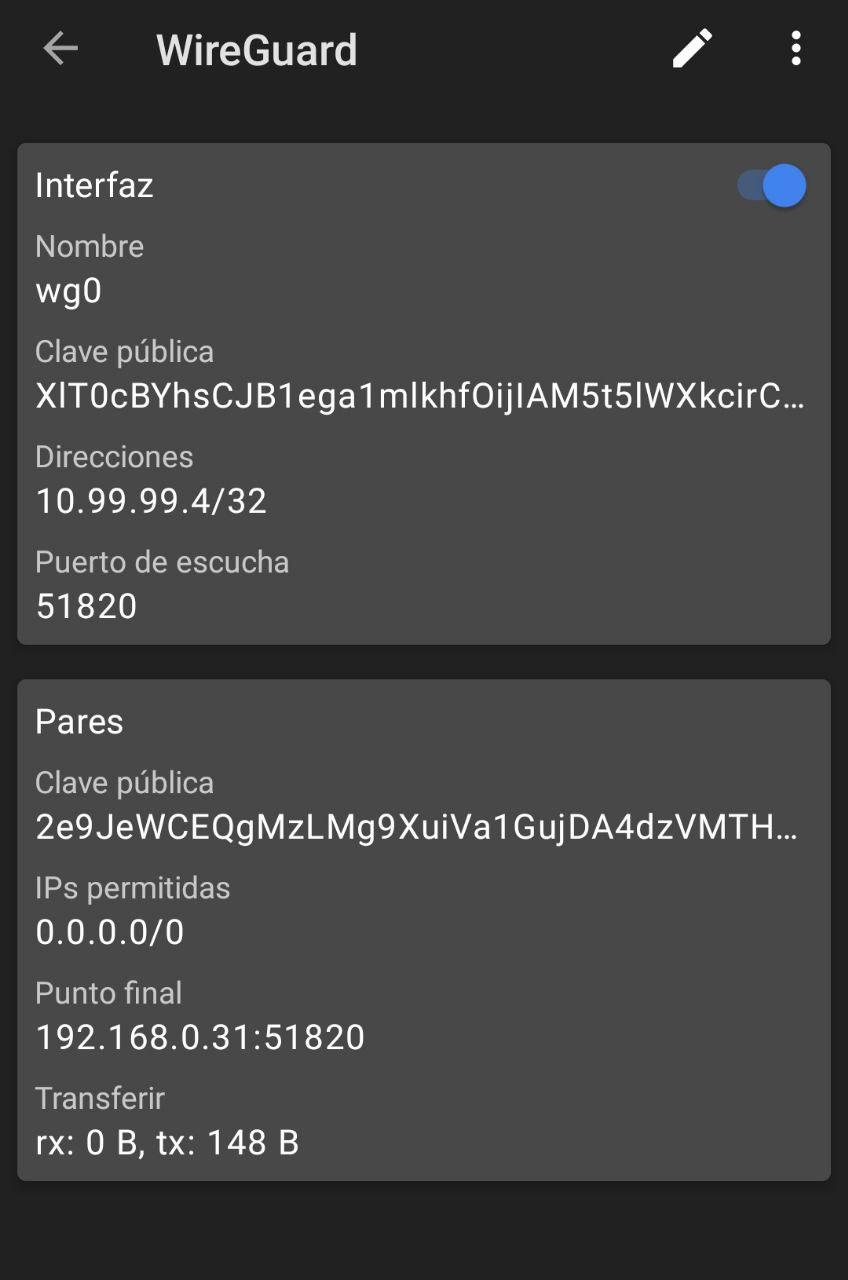 WireGuard
Interfaz
Nombre
wg0
Clave pública
XlT0cBYhsCJB1ega1mlkhfOijIAM5t5lWXkcirC...
Direcciones
10.99.99.4/32
Puerto de escucha
51820
Pares
Clave pública
2e9JeWCEQgMzLMg9XuiVa1GujDA4dzVMTH...
IPs permitidas
0.0.0.0/0
Punto final
192.168.0.31:51820
Transferir
rx: 0 B, tx: 148 B